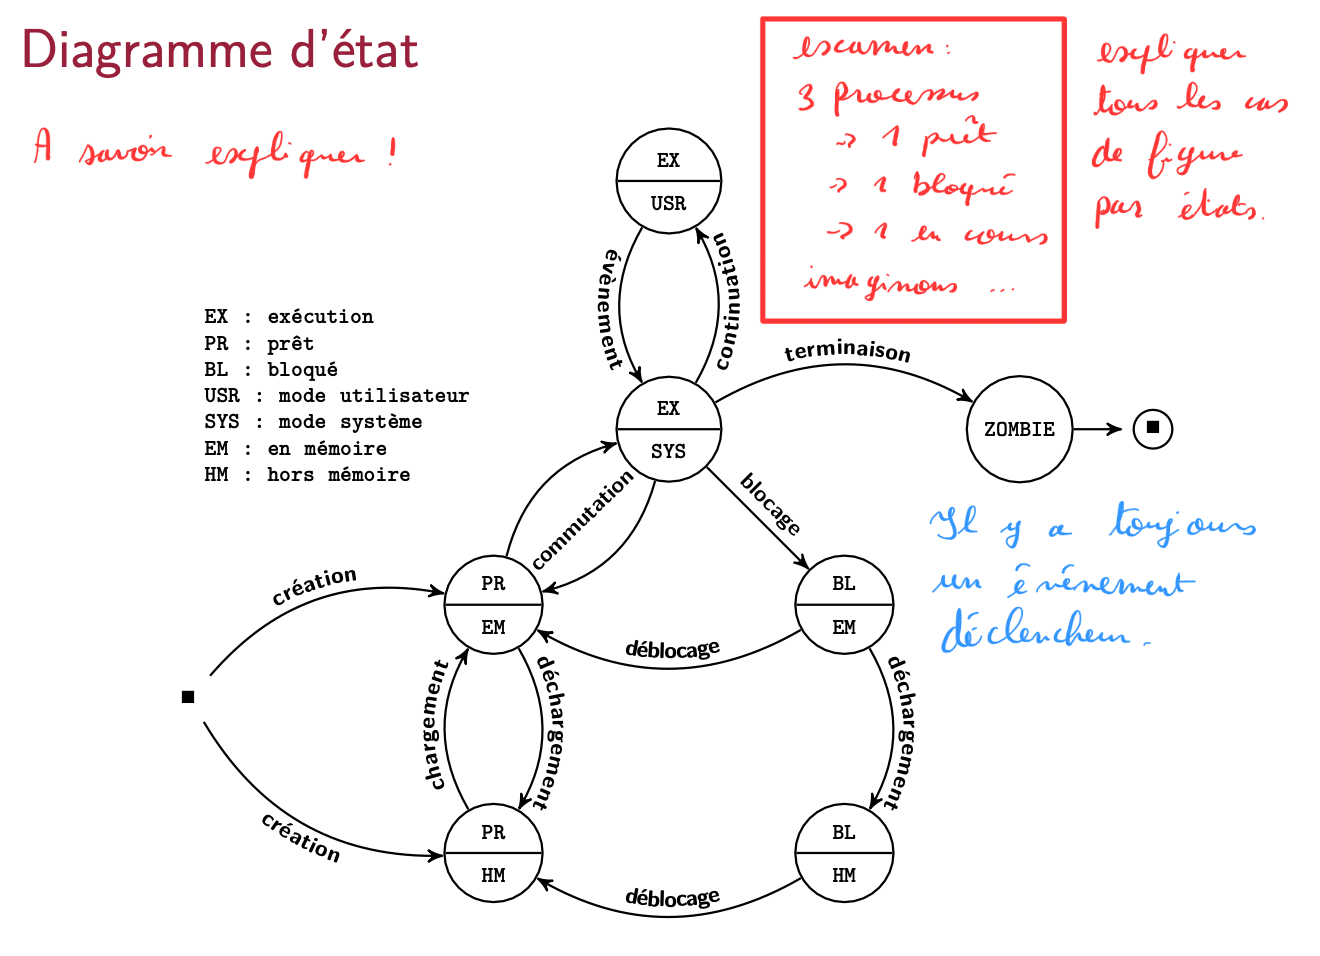 Diagramme d'état
A savoir expliquer !
examen :
3 processus
-> 1 prêt
-> 1 bloqué
-> 1 en cours
imaginons ...
expliquer
tous les cas
de figure
par états.
EX
USR
évènement
continuation
EX : exécution
PR : prêt
BL : bloqué
USR : mode utilisateur
SYS : mode système
EM : en mémoire
HM : hors mémoire
terminaison
EX
SYS
ZOMBIE
commutation
blocage
Il y a toujours
un événement
déclencheur.
création
PR
EM
BL
EM
déblocage
chargement
déchargement
déchargement
création
PR
HM
BL
HM
déblocage